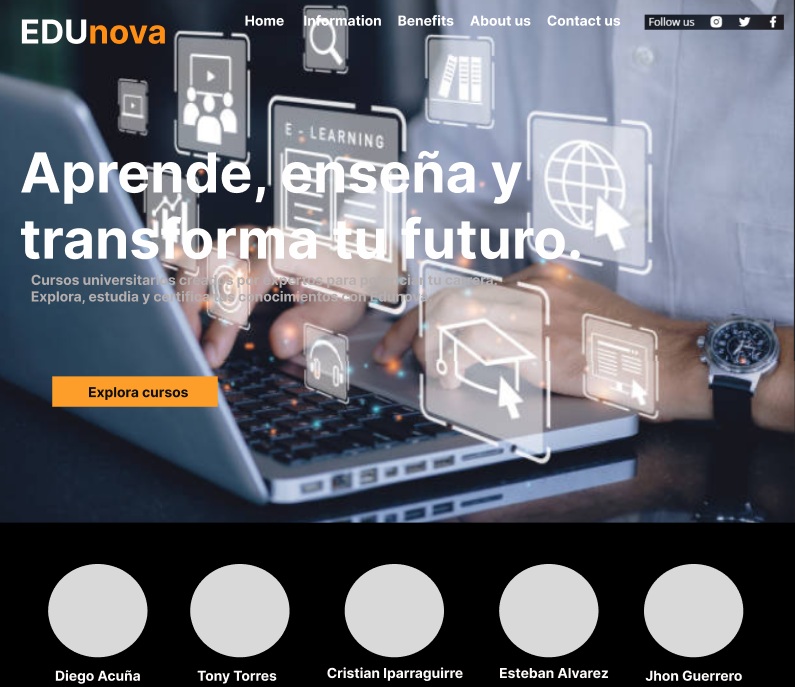 EDUnova
Home Information Benefits About us Contact us Follow us
E - LEARNING
Aprende, enseña y
transforma tu futuro.
Cursos universitarios creados por expertos para potenciar tu carrera.
Explora, estudia y certifica tus conocimientos con Edunova.
Explora cursos
Diego Acuña Tony Torres Cristian Iparraguirre Esteban Alvarez Jhon Guerrero